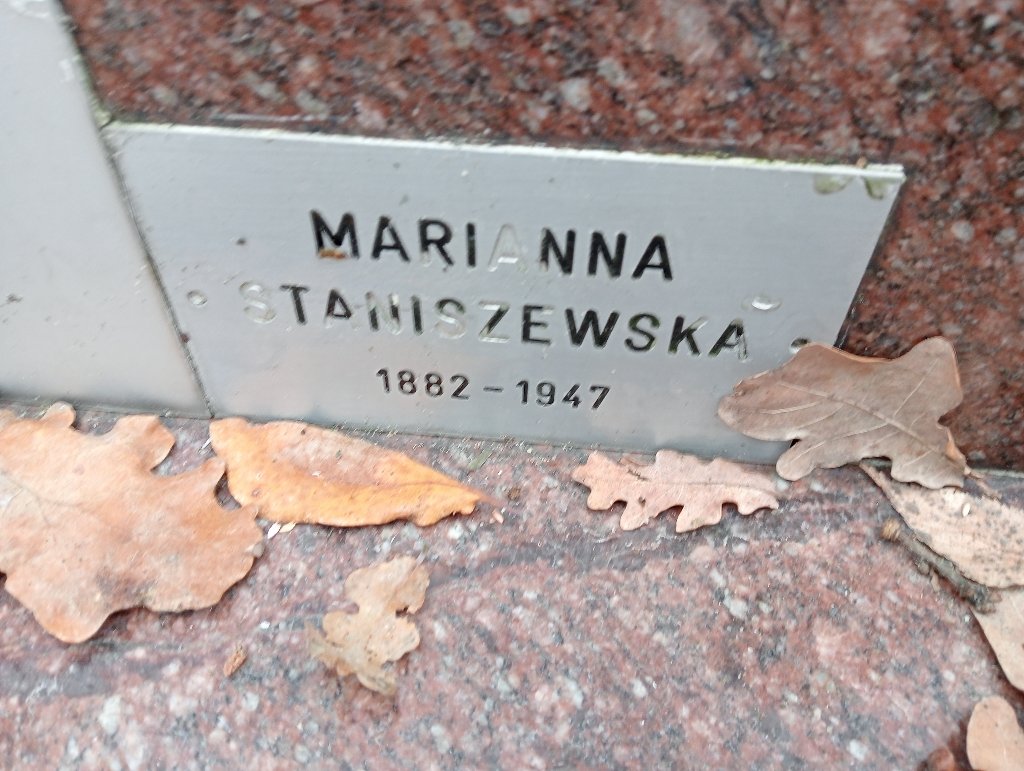 MARIANNA
STANISZEWSKA
1882 - 1947